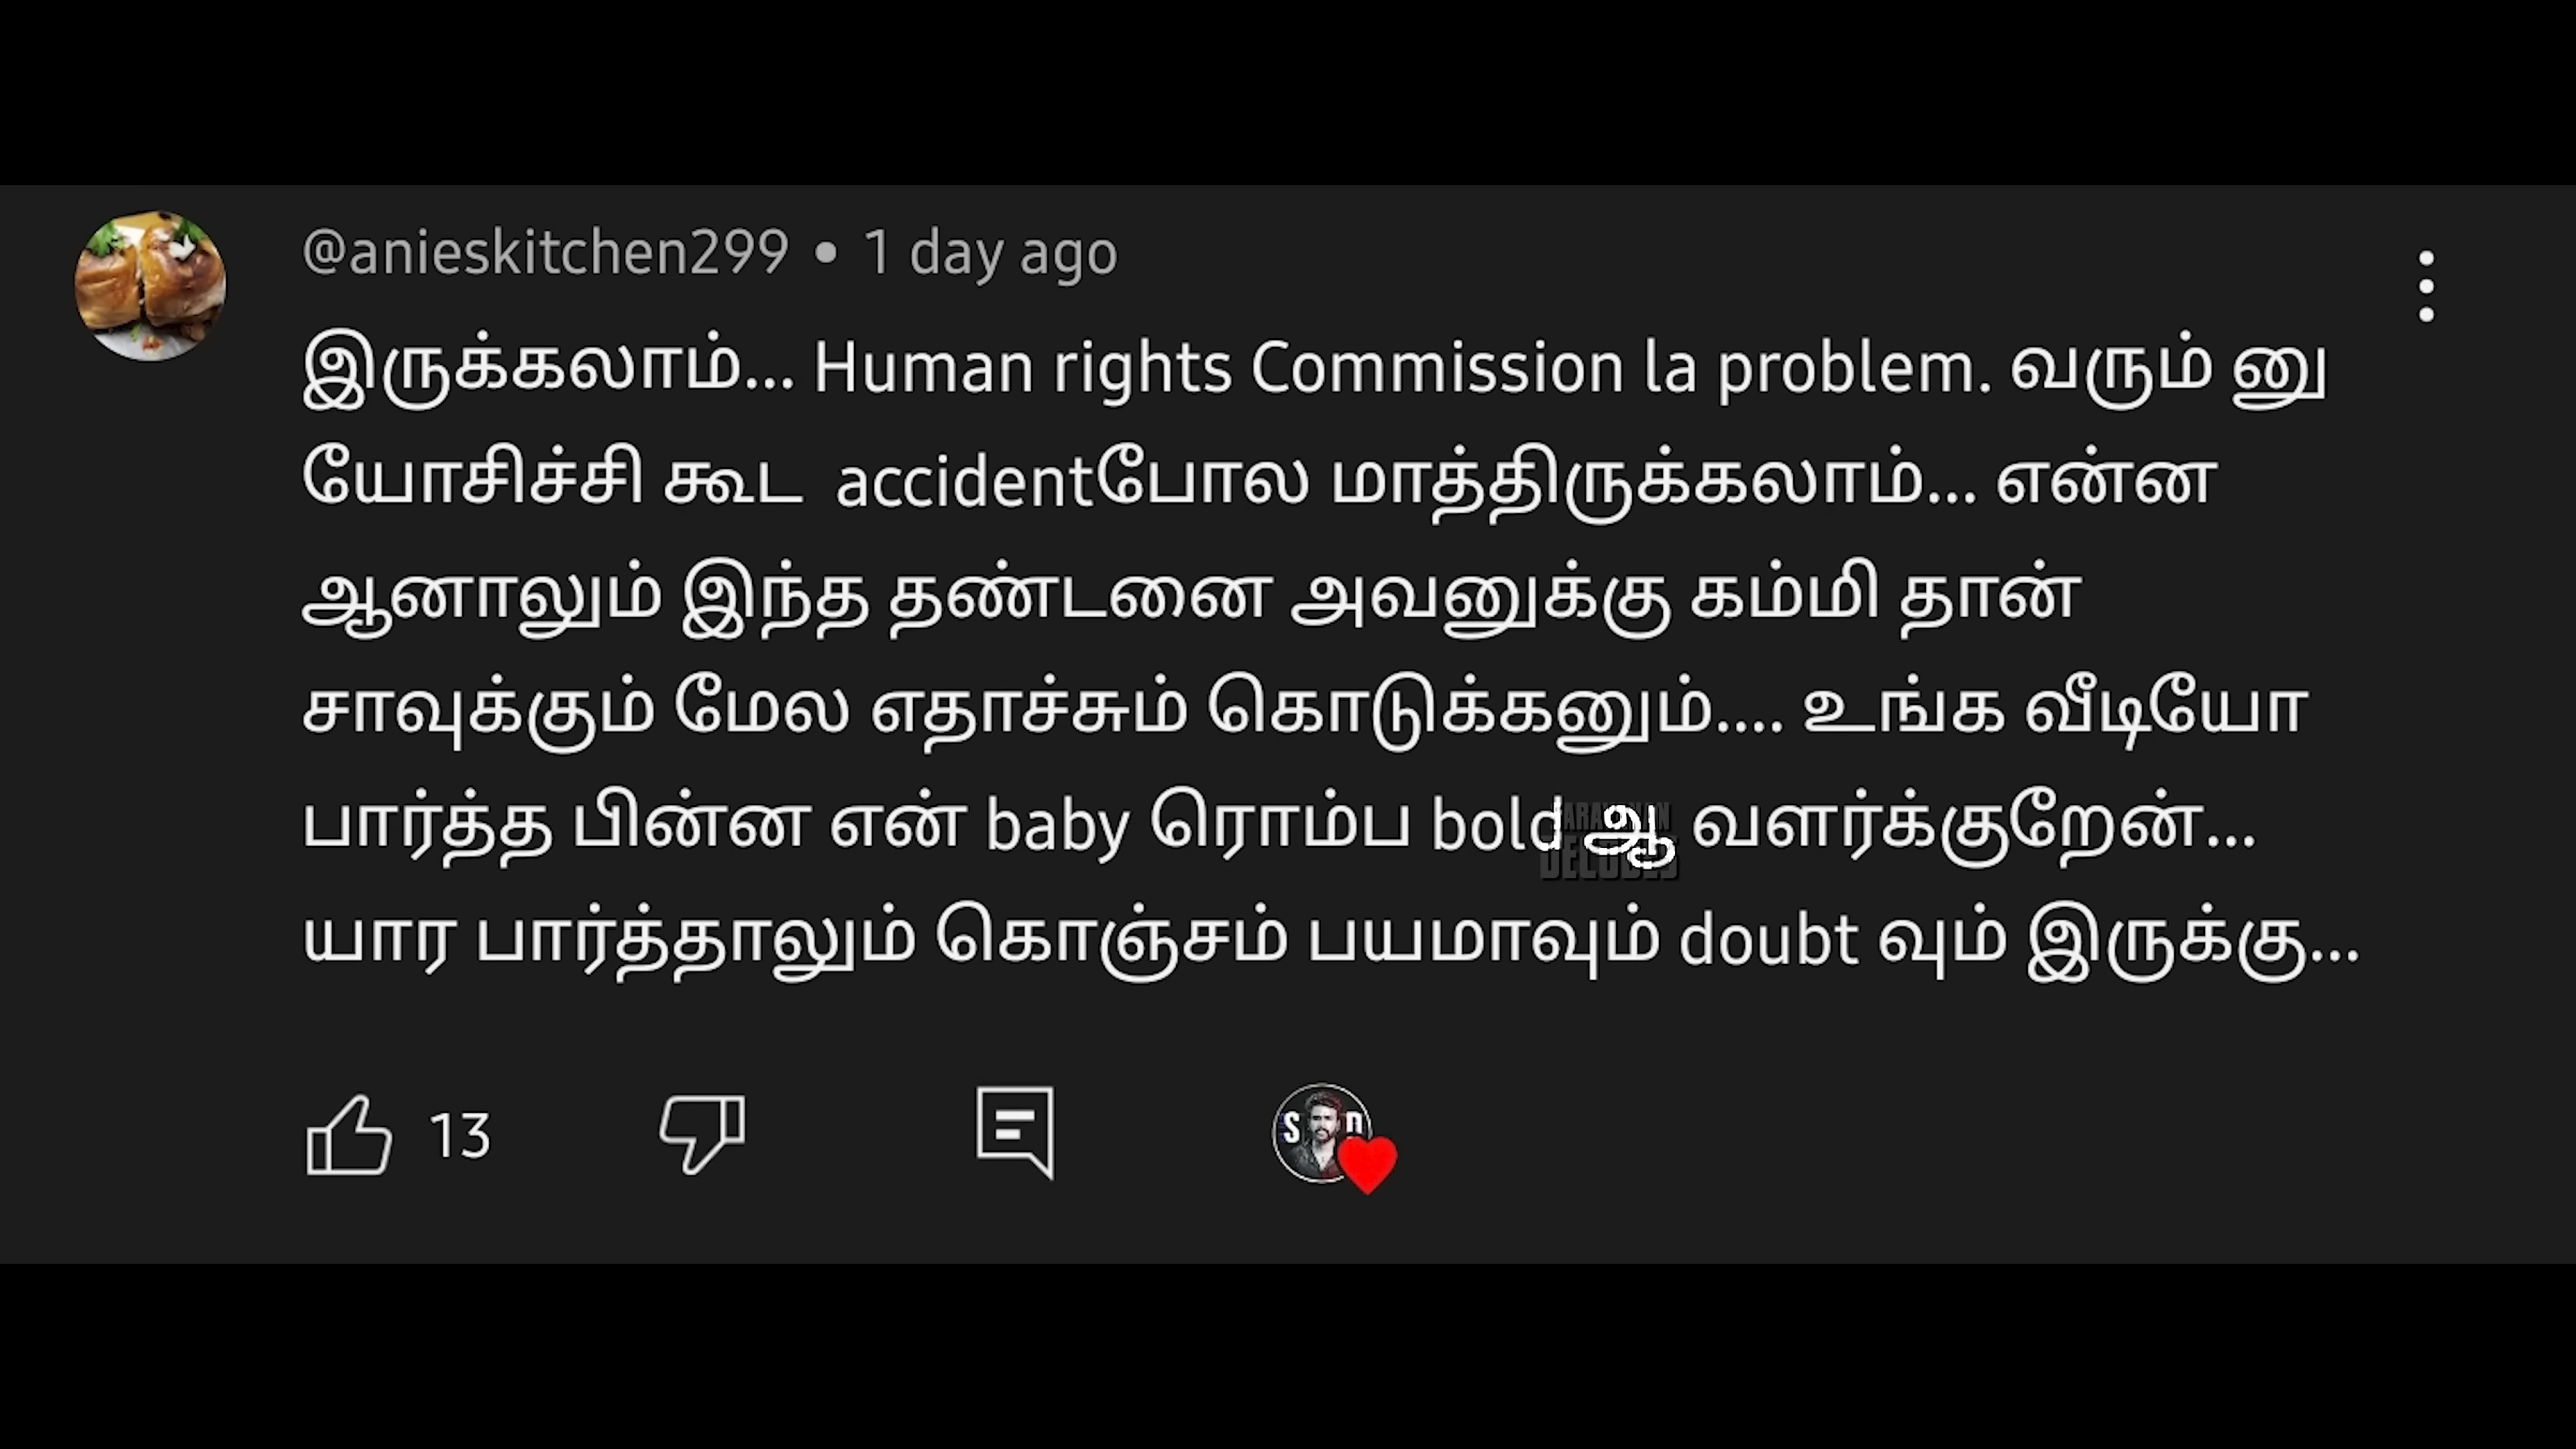 @anieskitchen299 • 1 day ago
இருக்கலாம்... Human rights Commission la problem. வரும் னு
யோசிச்சி கூட accidentபோல மாத்திருக்கலாம்... என்ன
ஆனாலும் இந்த தண்டனை அவனுக்கு கம்மி தான்
சாவுக்கும் மேல எதாச்சும் கொடுக்கனும்.... உங்க வீடியோ
பார்த்த பின்ன என் baby ரொம்ப bold ஆ வளர்க்குறேன்...
யார பார்த்தாலும் கொஞ்சம் பயமாவும் doubt வும் இருக்கு...
13
S D